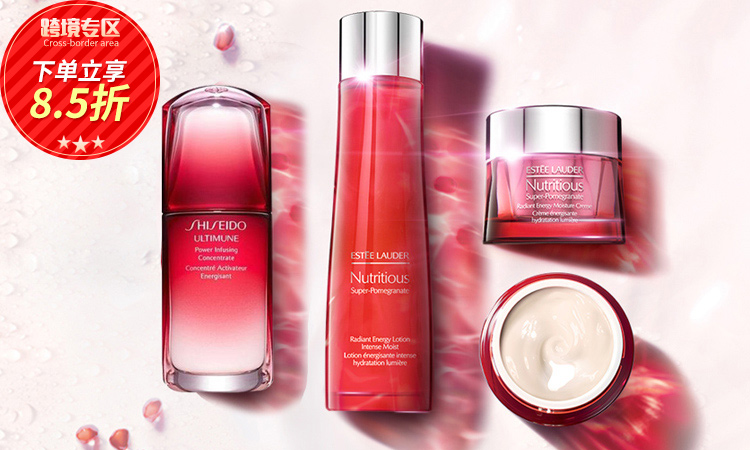 跨境专区
Cross-border area
下单立享
8.5折
SHISEIDO
ULTIMUNE
Power Infusing
Concentrate
Concentré Activateur
Energisant
ESTĒE LAUDER
Nutritious
Super-Pomegranate
Radiant Energy Lotion
Intense Moist
Lotion énergisante intense
hydratation lumière
ESTĒE LAUDER
Nutritious
Super-Pomegranate
Radiant Energy Moisture Creme
Crème énergisante
hydratation lumière